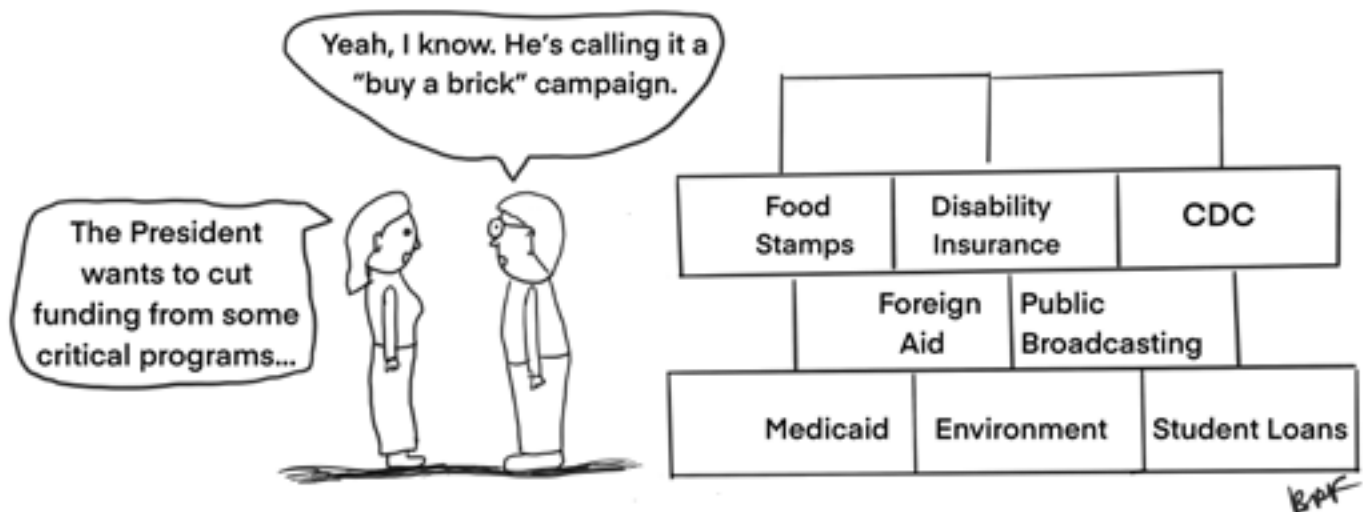 Yeah, I know. He's calling it a
"buy a brick" campaign.
The President
wants to cut
funding from some
critical programs...
Food
Stamps
Disability
Insurance
CDC
Foreign
Aid
Public
Broadcasting
Medicaid
Environment
Student Loans